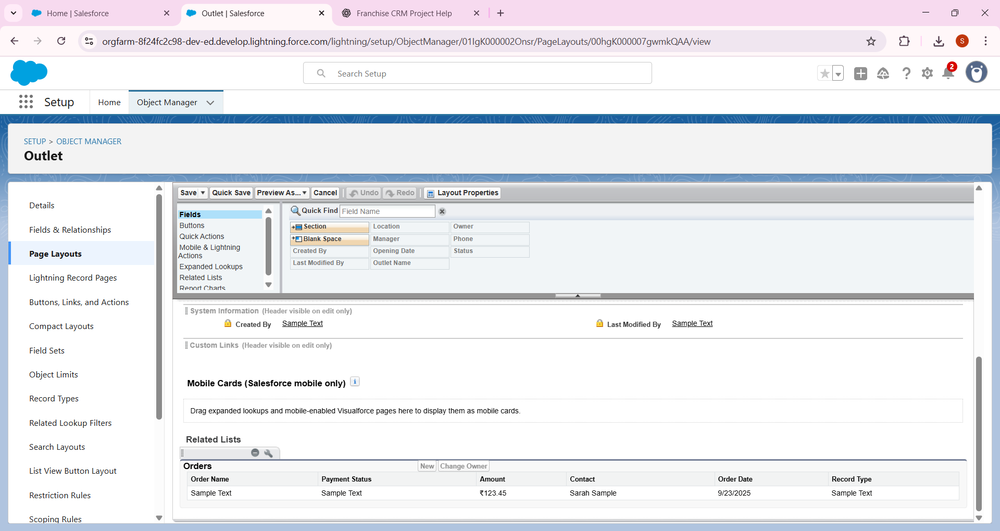 Home | Salesforce
Outlet | Salesforce
Franchise CRM Project Help
orgfarm-8f24fc2c98-dev-ed.develop.lightning.force.com/lightning/setup/ObjectManager/01IgK000002Onsr/PageLayouts/00hgK000007gwmkQAA/view
S
Search Setup
2
Setup
Home
Object Manager
SETUP > OBJECT MANAGER
Outlet
Details
Fields & Relationships
Page Layouts
Lightning Record Pages
Buttons, Links, and Actions
Compact Layouts
Field Sets
Object Limits
Record Types
Related Lookup Filters
Search Layouts
List View Button Layout
Restriction Rules
Scoping Rules
Save
Quick Save
Preview As...
Cancel
Undo
Redo
Layout Properties
Fields
Buttons
Quick Actions
Mobile & Lightning
Actions
Expanded Lookups
Related Lists
Report Charts
Quick Find
Field Name
Section
Location
Owner
Blank Space
Manager
Phone
Created By
Opening Date
Status
Last Modified By
Outlet Name
System Information (Header visible on edit only)
Created By
Sample Text
Last Modified By
Sample Text
Custom Links (Header visible on edit only)
Mobile Cards (Salesforce mobile only)
i
Drag expanded lookups and mobile-enabled Visualforce pages here to display them as mobile cards.
Related Lists
Orders
New
Change Owner
Order Name Payment Status Amount Contact Order Date Record Type
Sample Text Sample Text ₹123.45 Sarah Sample 9/23/2025 Sample Text